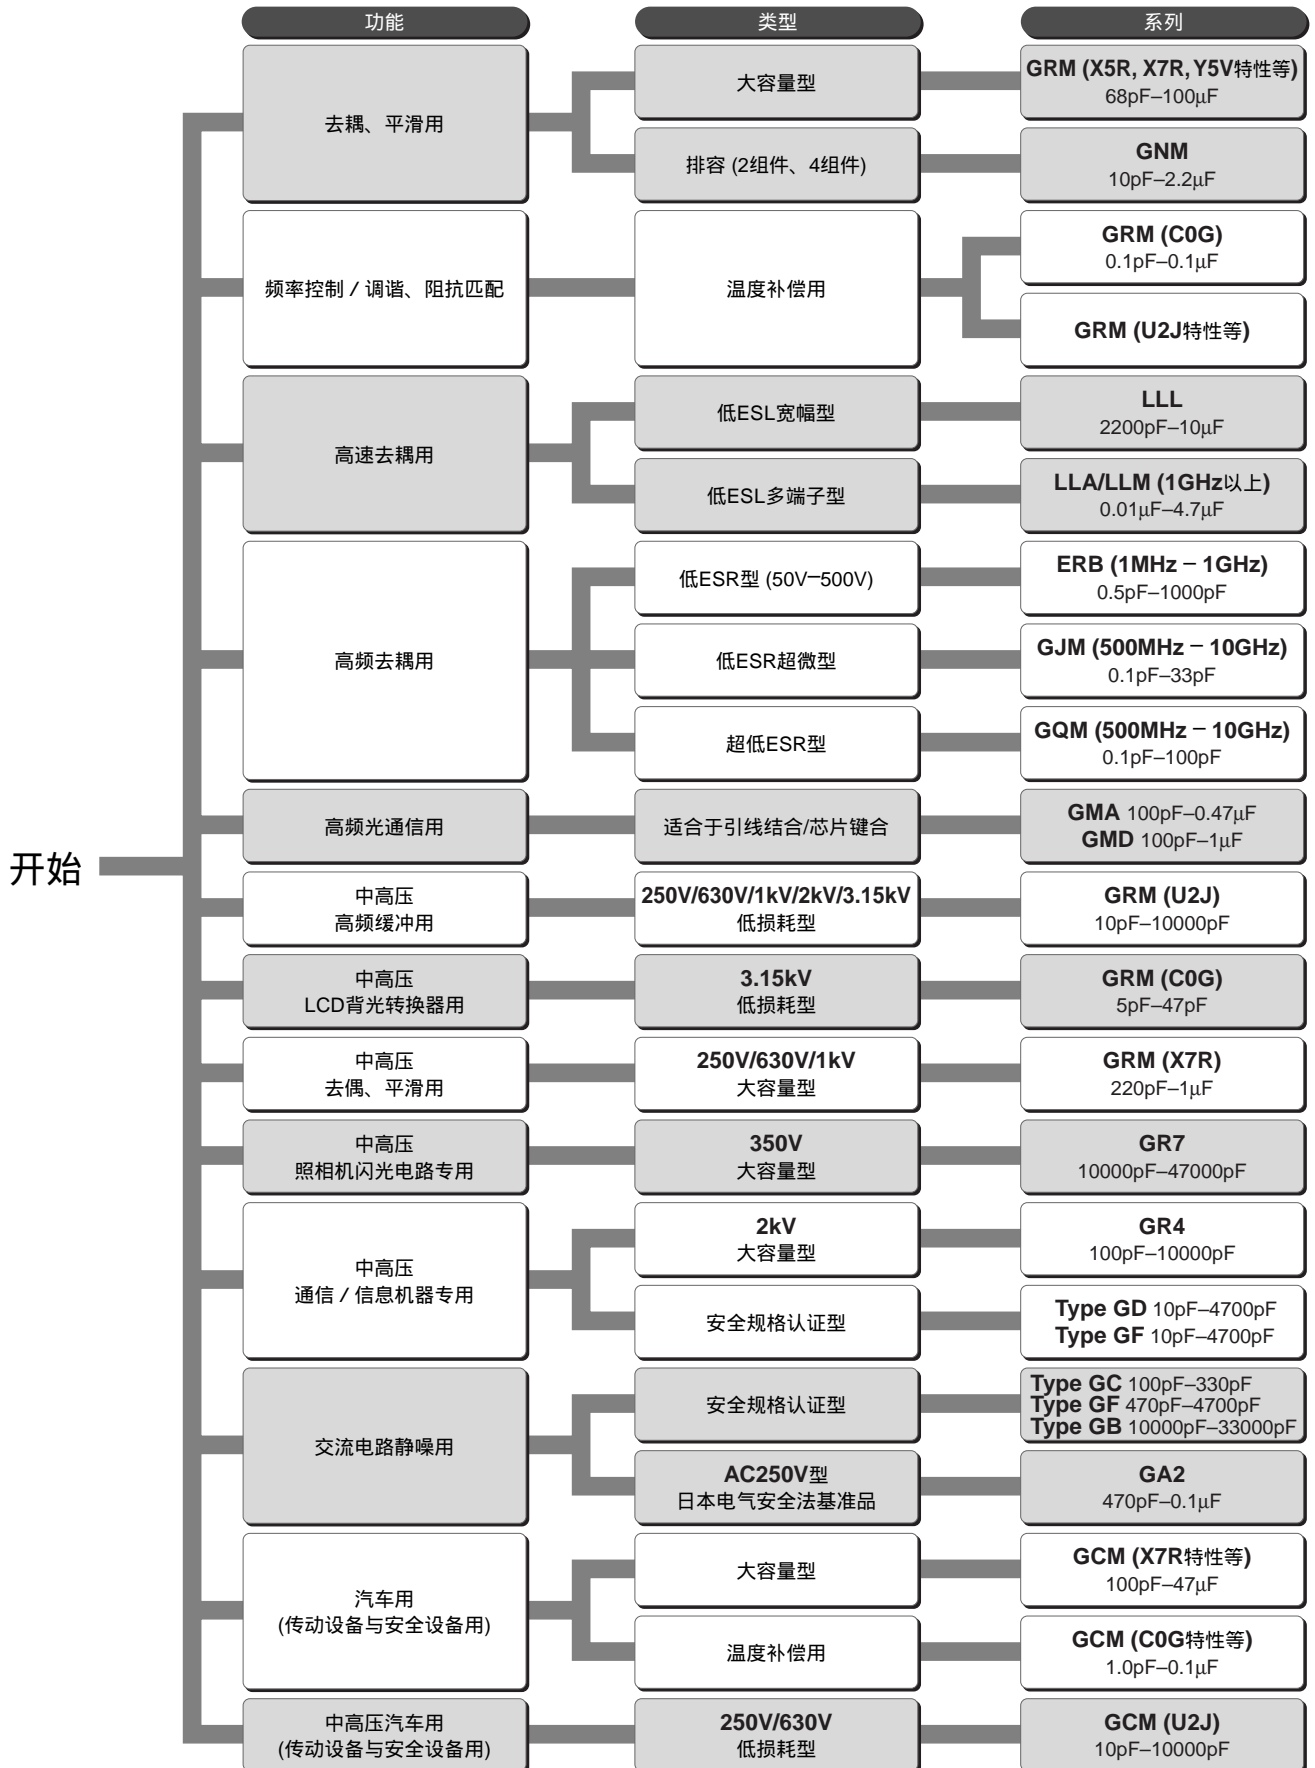 功能
类型
系列
去耦、平滑用
大容量型
GRM (X5R, X7R, Y5V特性等)
68pF–100μF
排容 (2组件、4组件)
GNM
10pF–2.2μF
频率控制 / 调谐、阻抗匹配
温度补偿用
GRM (C0G)
0.1pF–0.1μF
GRM (U2J特性等)
高速去耦用
低ESL宽幅型
LLL
2200pF–10μF
低ESL多端子型
LLA/LLM (1GHz以上)
0.01μF–4.7μF
高频去耦用
低ESR型 (50V–500V)
ERB (1MHz – 1GHz)
0.5pF–1000pF
低ESR超微型
GJM (500MHz – 10GHz)
0.1pF–33pF
超低ESR型
GQM (500MHz – 10GHz)
0.1pF–100pF
高频光通信用
适合于引线结合/芯片键合
GMA 100pF–0.47μF
GMD 100pF–1μF
开始
中高压
高频缓冲用
250V/630V/1kV/2kV/3.15kV
低损耗型
GRM (U2J)
10pF–10000pF
中高压
LCD背光转换器用
3.15kV
低损耗型
GRM (C0G)
5pF–47pF
中高压
去偶、平滑用
250V/630V/1kV
大容量型
GRM (X7R)
220pF–1μF
中高压
照相机闪光电路专用
350V
大容量型
GR7
10000pF–47000pF
中高压
通信 / 信息机器专用
2kV
大容量型
GR4
100pF–10000pF
安全规格认证型
Type GD 10pF–4700pF
Type GF 10pF–4700pF
交流电路静噪用
安全规格认证型
Type GC 100pF–330pF
Type GF 470pF–4700pF
Type GB 10000pF–33000pF
AC250V型
日本电气安全法基准品
GA2
470pF–0.1μF
汽车用
(传动设备与安全设备用)
大容量型
GCM (X7R特性等)
100pF–47μF
温度补偿用
GCM (C0G特性等)
1.0pF–0.1μF
中高压汽车用
(传动设备与安全设备用)
250V/630V
低损耗型
GCM (U2J)
10pF–10000pF